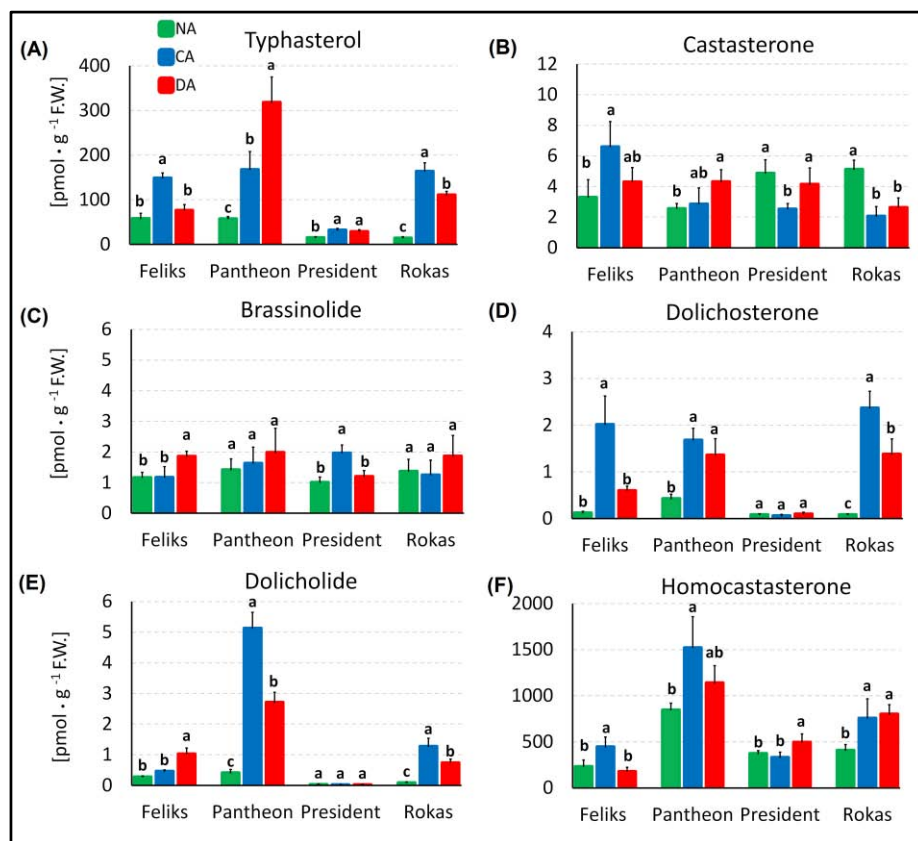 (A)
NA
CA
DA
Typhasterol
[pmol · g -1 F.W.]
400
300
200
100
0
b a b
c b a
b a a
c a b
Feliks Pantheon President Rokas
(B)
Castasterone
12
10
8
6
4
2
0
b a ab
b ab a
a b a
a b b
Feliks Pantheon President Rokas
(C)
Brassinolide
[pmol · g -1 F.W.]
6
5
4
3
2
1
0
b b a
a a a
b a b
a a a
Feliks Pantheon President Rokas
(D)
Dolichosterone
4
3
2
1
0
b a b
b a a
a a a
c a b
Feliks Pantheon President Rokas
(E)
Dolicholide
[pmol · g -1 F.W.]
6
5
4
3
2
1
0
b b a
c a b
a a a
c a b
Feliks Pantheon President Rokas
(F)
Homocastasterone
2000
1500
1000
500
0
b a b
b a ab
b b a
b a a
Feliks Pantheon President Rokas